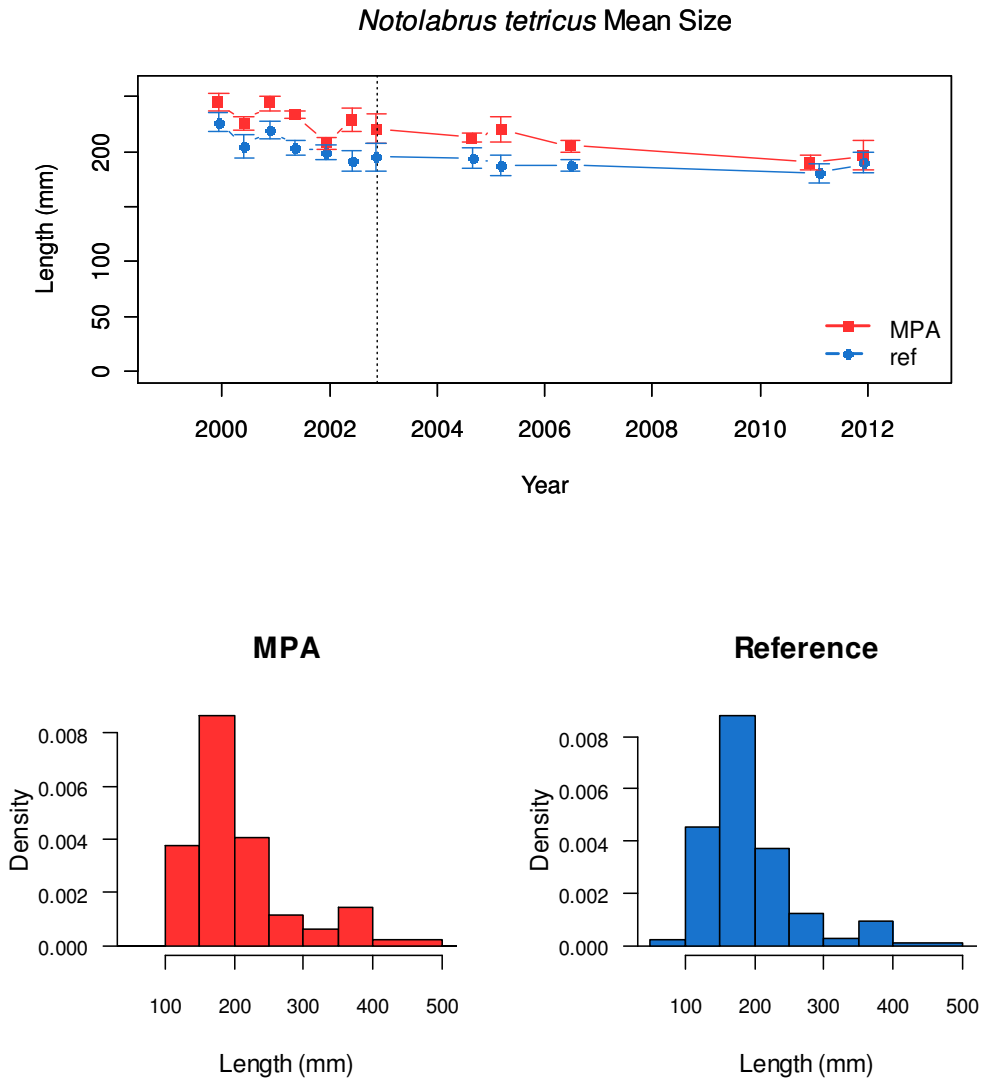 Notolabrus tetricus Mean Size
Length (mm)
200
100
50
0
MPA
ref
2000 2002 2004 2006 2008 2010 2012
Year
MPA
Density
0.008
0.006
0.004
0.002
0.000
100 200 300 400 500
Length (mm)
Reference
Density
0.008
0.006
0.004
0.002
0.000
100 200 300 400 500
Length (mm)